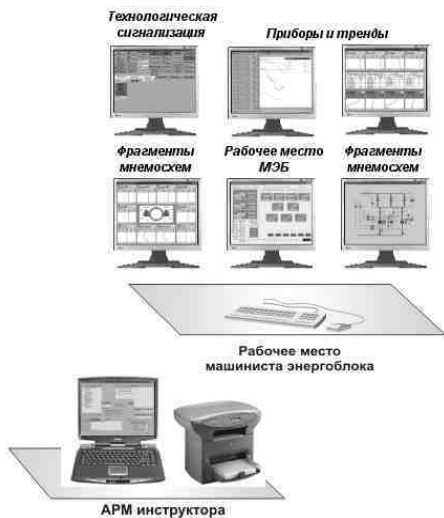 Технологическая
сигнализация
Приборы и тренды
Фрагменты
мнемосхем
Рабочее место
МЭБ
Фрагменты
мнемосхем
Рабочее место
машиниста энергоблока
АРМ инструктора